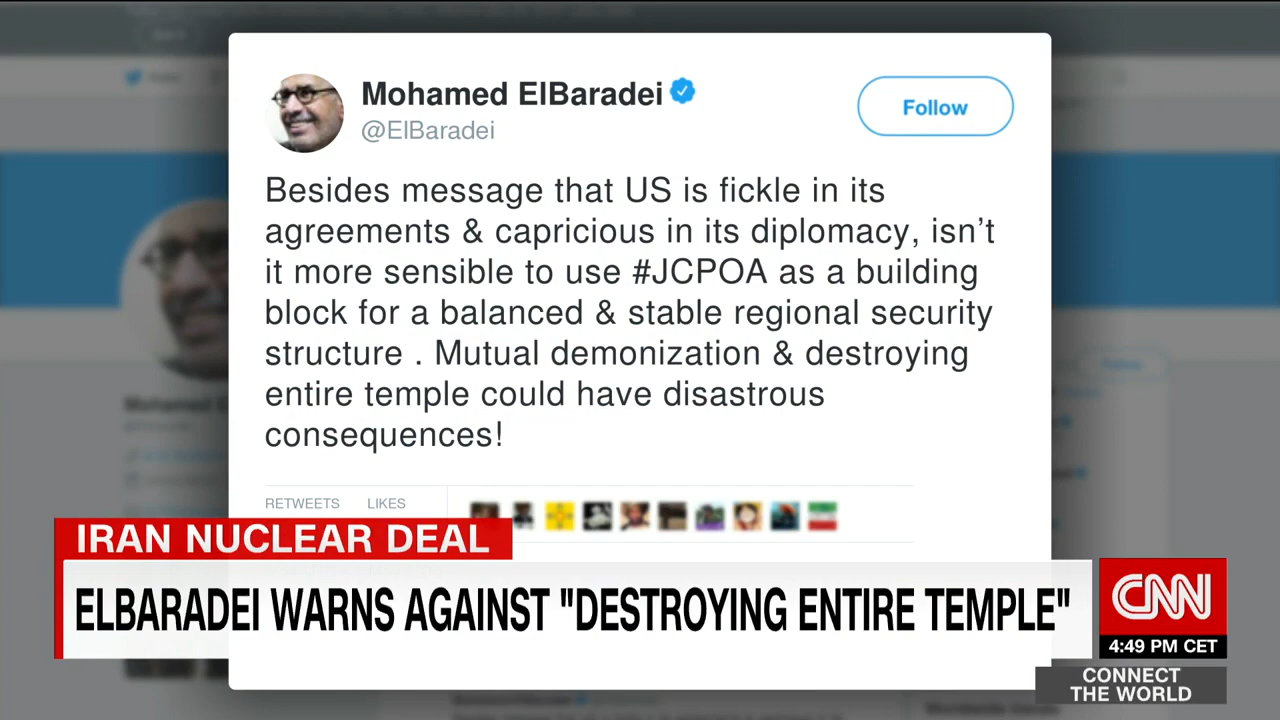 Mohamed ElBaradei
@ElBaradei
Follow
Besides message that US is fickle in its
agreements & capricious in its diplomacy, isn’t
it more sensible to use #JCPOA as a building
block for a balanced & stable regional security
structure . Mutual demonization & destroying
entire temple could have disastrous
consequences!
RETWEETS LIKES
IRAN NUCLEAR DEAL
ELBARADEI WARNS AGAINST "DESTROYING ENTIRE TEMPLE"
CNN
4:49 PM CET
CONNECT
THE WORLD